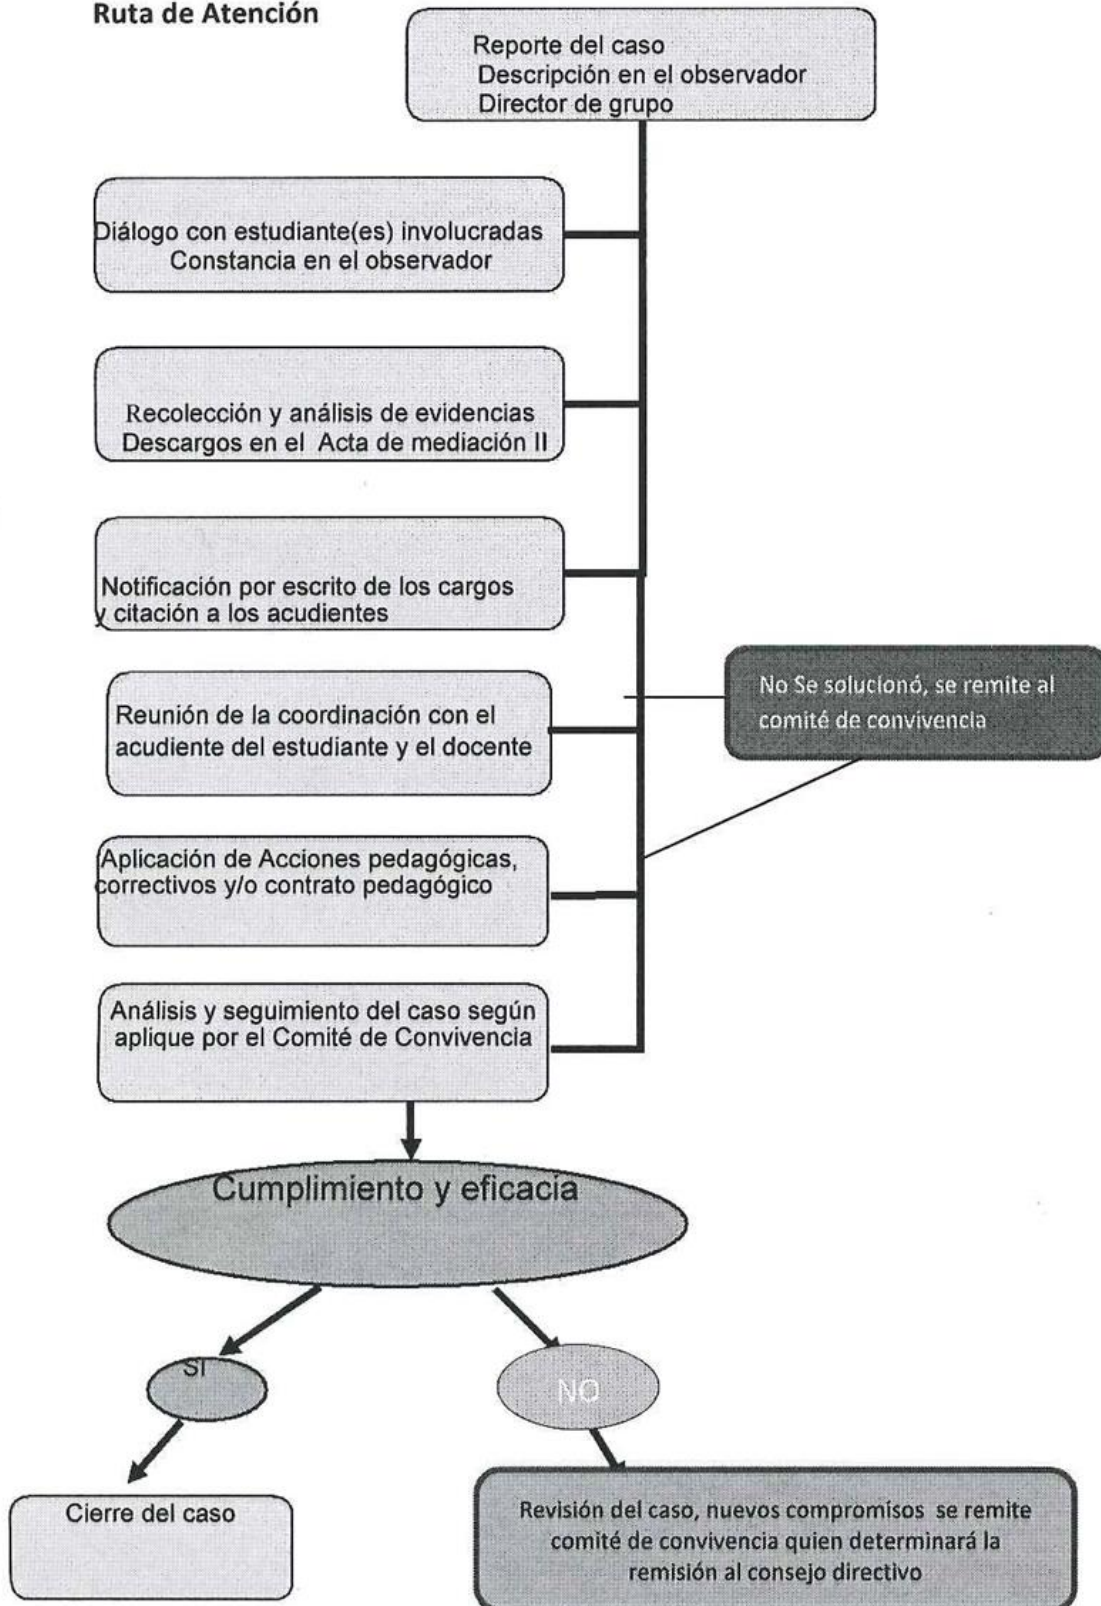 Ruta de Atención
Reporte del caso
Descripción en el observador
Director de grupo
Diálogo con estudiante(es) involucradas
Constancia en el observador
Recolección y análisis de evidencias
Descargos en el Acta de mediación II
Notificación por escrito de los cargos
y citación a los acudientes
No Se solucionó, se remite al
comité de convivencia
Reunión de la coordinación con el
acudiente del estudiante y el docente
Aplicación de Acciones pedagógicas,
correctivos y/o contrato pedagógico
Análisis y seguimiento del caso según
aplique por el Comité de Convivencia
Cumplimiento y eficacia
SI
NO
Cierre del caso
Revisión del caso, nuevos compromisos se remite
comité de convivencia quien determinará la
remisión al consejo directivo